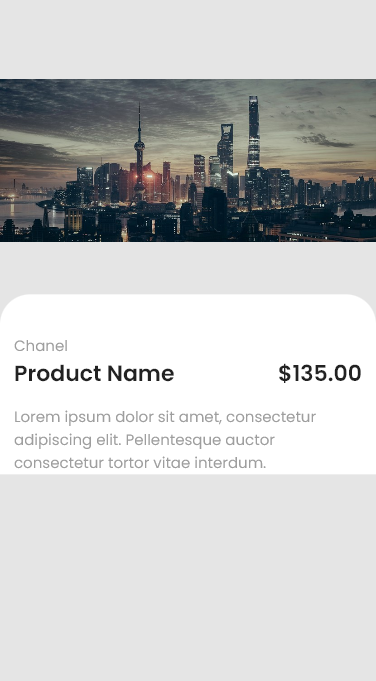 Chanel
Product Name $135.00
Lorem ipsum dolor sit amet, consectetur
adipiscing elit. Pellentesque auctor
consectetur tortor vitae interdum.